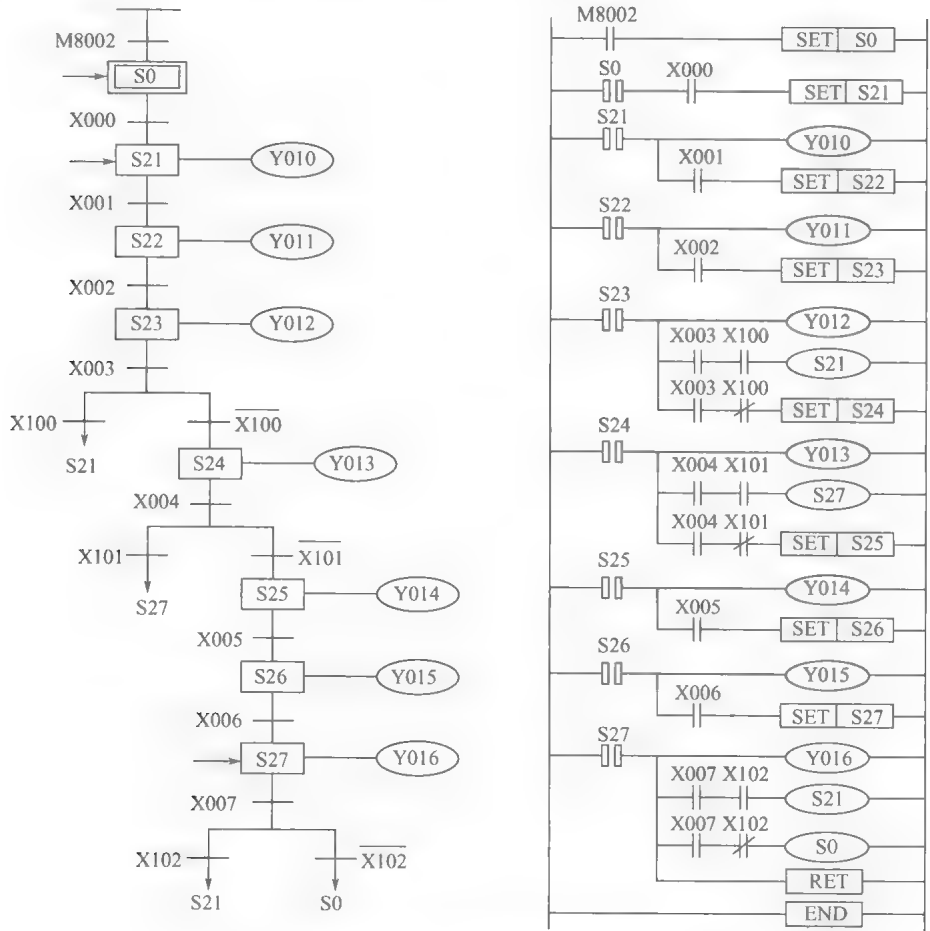 M8002
S0
X000
S21 Y010
X001
S22 Y011
X002
S23 Y012
X003
X100 X100
S21 S24 Y013
X004
X101 X101
S27 S25 Y014
X005
S26 Y015
X006
S27 Y016
X007
X102 X102
S21 S0
M8002
SET S0
S0 X000
SET S21
S21
Y010
X001
SET S22
S22
Y011
X002
SET S23
S23
Y012
X003 X100
S21
X003 X100
SET S24
S24
Y013
X004 X101
S27
X004 X101
SET S25
S25
Y014
X005
SET S26
S26
Y015
X006
SET S27
S27
Y016
X007 X102
S21
X007 X102
S0
RET
END